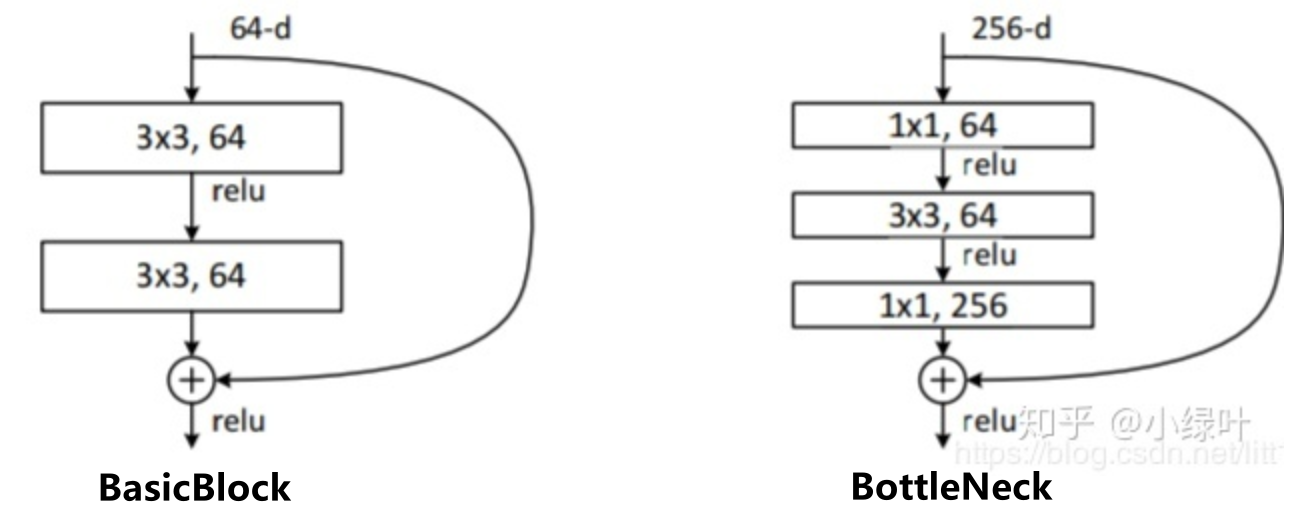 64-d
3x3, 64
relu
3x3, 64
relu
BasicBlock
256-d
1x1, 64
relu
3x3, 64
relu
1x1, 256
relu
BottleNeck
知乎 @小绿叶
https://blog.csdn.net/litt